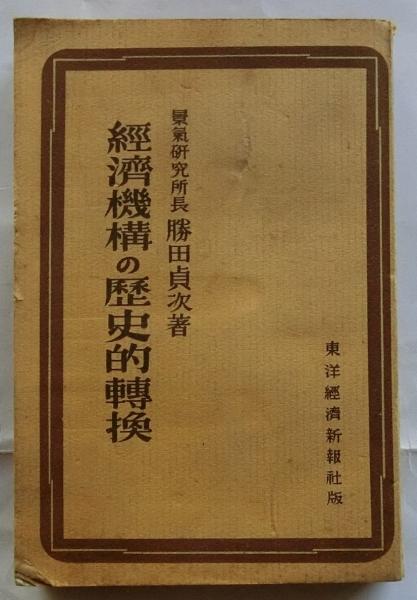 東洋經濟新報社版
景氣研究所長 勝田貞次著
經濟機構の歷史的轉換